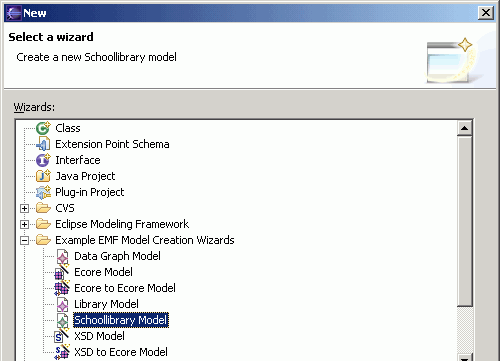 New
Select a wizard
Create a new Schoollibrary model
Wizards:
Class
Extension Point Schema
Interface
Java Project
Plug-in Project
CVS
Eclipse Modeling Framework
Example EMF Model Creation Wizards
Data Graph Model
Ecore Model
Ecore to Ecore Model
Library Model
Schoollibrary Model
XSD Model
XSD to Ecore Model